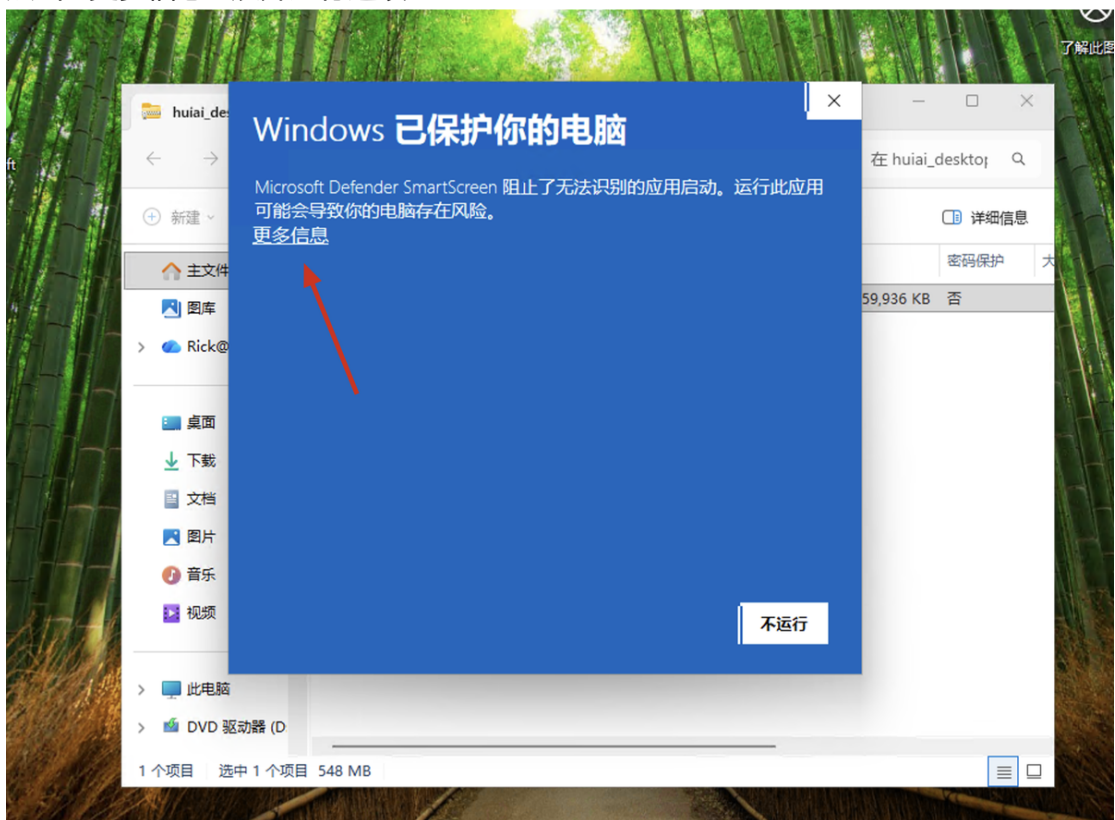 了解此图
huiai_des
Windows 已保护你的电脑
在 huiai_desktop
Microsoft Defender SmartScreen 阻止了无法识别的应用启动。运行此应用
可能会导致你的电脑存在风险。
更多信息
新建
详细信息
主文件
密码保护
大
图库
59,936 KB 否
Rick@
桌面
下载
文档
图片
音乐
视频
不运行
此电脑
DVD 驱动器 (D:
1 个项目
选中 1 个项目 548 MB